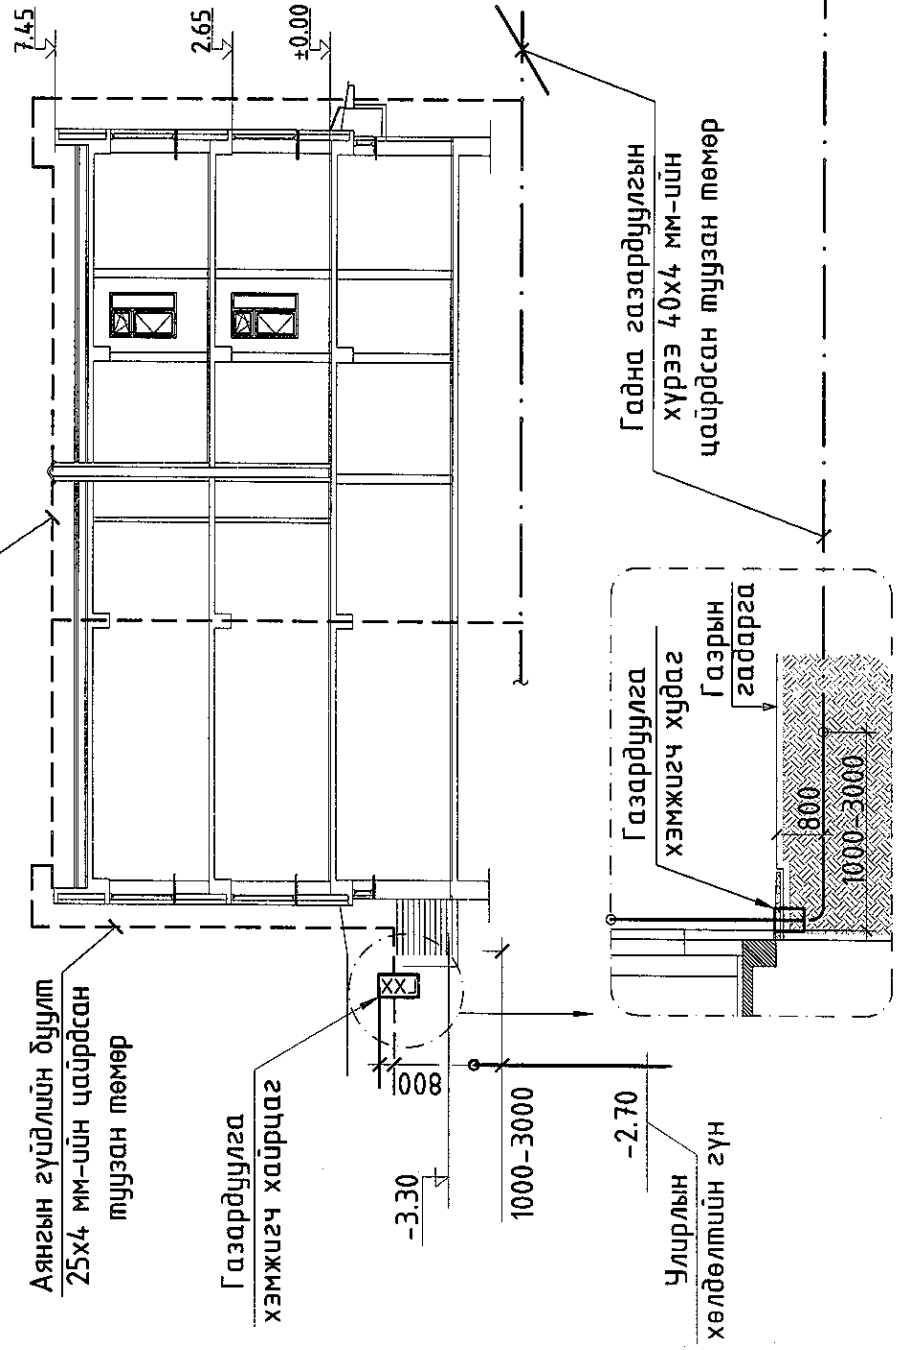 7.45
2.65
±0.00
Гадна газардуулгын
хүрээ 40х4 мм-ийн
цайрдсан туузан төмөр
Аянгын гүйдлийн буулт
25х4 мм-ийн цайрдсан
туузан төмөр
Газардуулга
хэмжигч хайрцаг
800
-3.30
1000-3000
-2.70
Улирлын
хөлдөлтийн гүн
Газардуулга
хэмжигч худаг
Газрын
гадарга
800
1000-3000